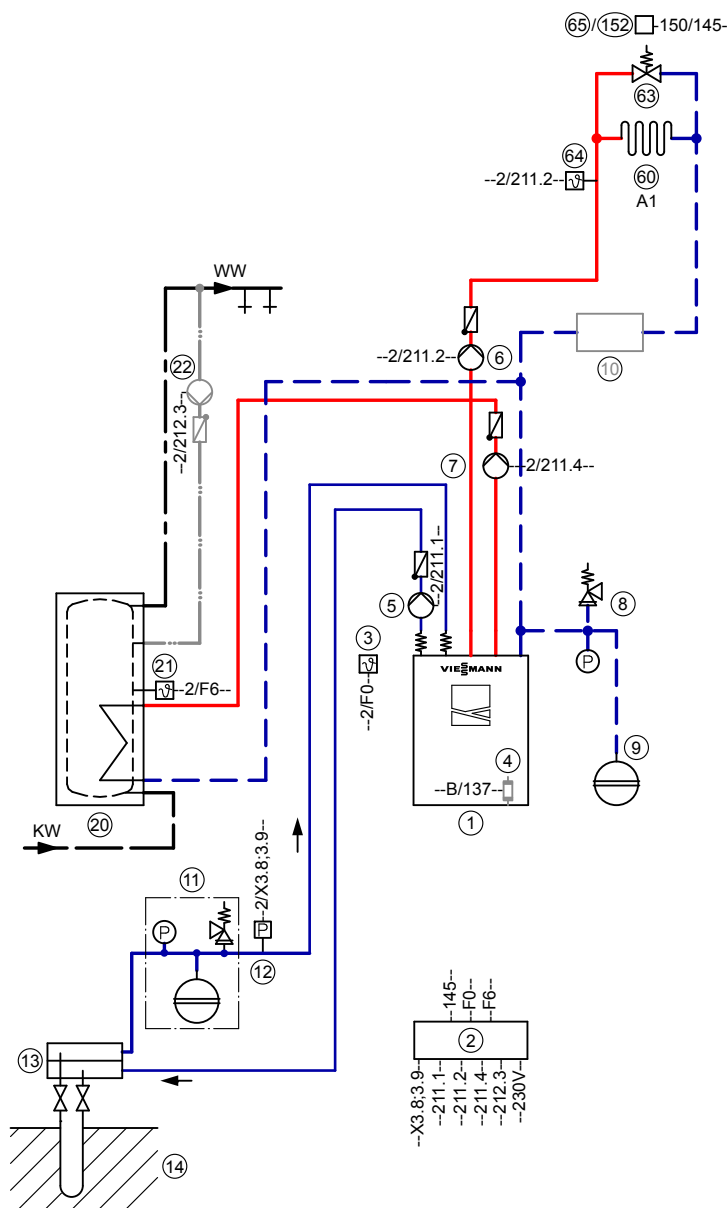 65/152 -150/145-
63
64
--2/211.2--
60
A1
WW
22
--2/212.3--
--2/211.2--
6
10
7
--2/211.4--
5
--2/211.1--
3
--2/F0--
8
P
VIESMANN
21
--2/F6--
4
--B/137--
9
20
1
KW
11
P
--2/X3.8;3.9--
P
12
13
14
--145--
--F0--
--F6--
2
--X3.8;3.9--
--211.1--
--211.2--
--211.4--
--212.3--
--230V--